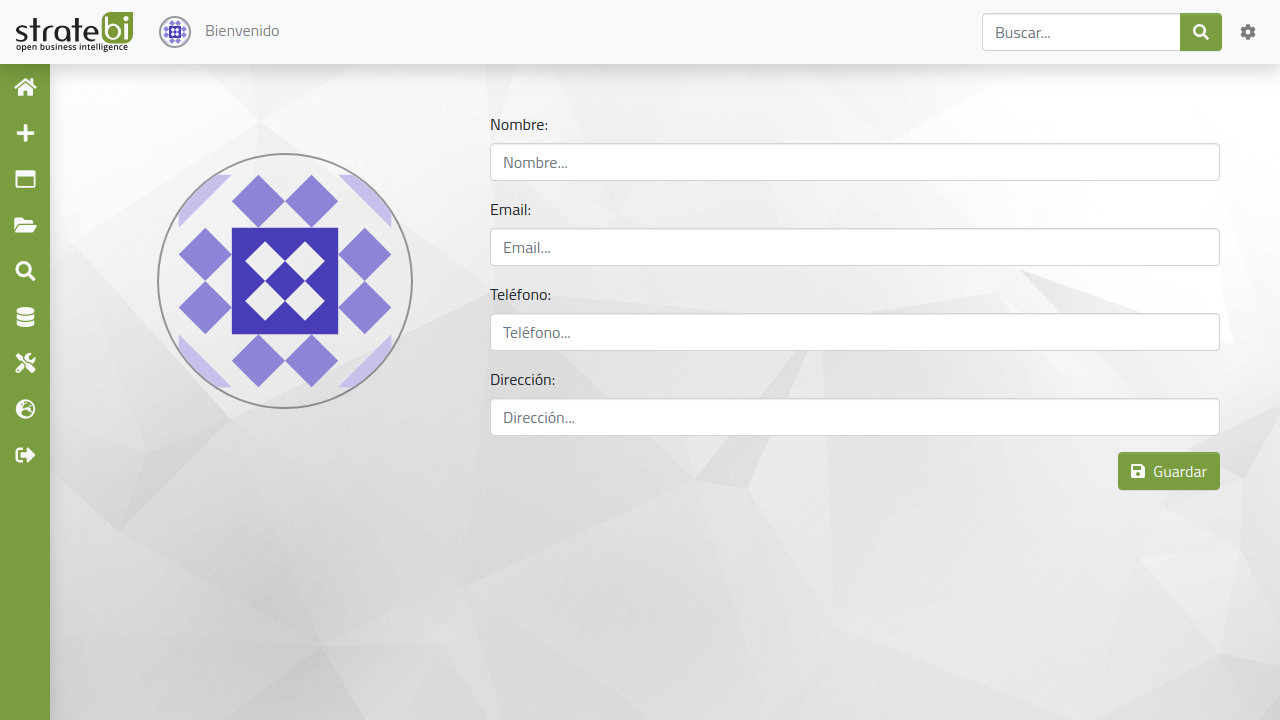 stratebi
open business intelligence
Bienvenido
Buscar...
Nombre:
Nombre...
Email:
Email...
Teléfono:
Teléfono...
Dirección:
Dirección...
Guardar